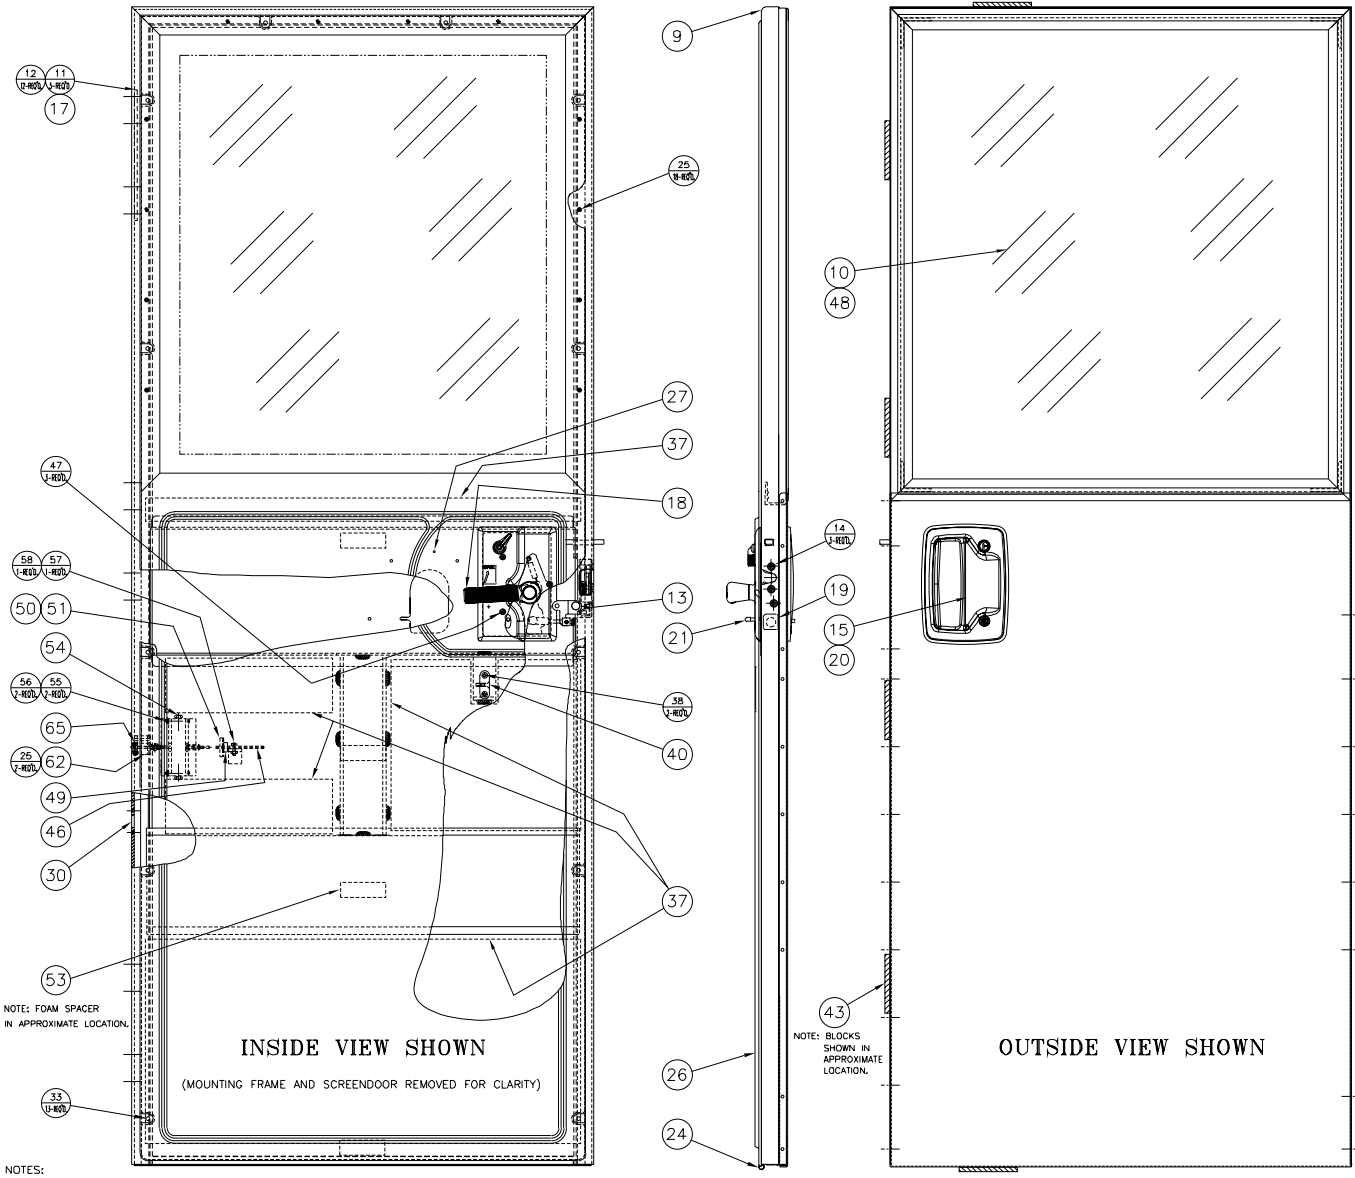 9
12
12-REQ'D.
11
3-REQ'D.
17
25
18-REQ'D.
10
48
27
37
18
47
3-REQ'D.
14
3-REQ'D.
58
1-REQ'D.
57
1-REQ'D.
50
51
13
19
21
15
20
54
56
2-REQ'D.
55
2-REQ'D.
38
2-REQ'D.
65
40
25
2-REQ'D.
62
49
46
30
37
53
43
NOTE: FOAM SPACER
IN APPROXIMATE LOCATION.
NOTE: BLOCKS
SHOWN IN
APPROXIMATE
LOCATION.
INSIDE VIEW SHOWN
(MOUNTING FRAME AND SCREENDOOR REMOVED FOR CLARITY)
OUTSIDE VIEW SHOWN
26
33
13-REQ'D.
24
NOTES: